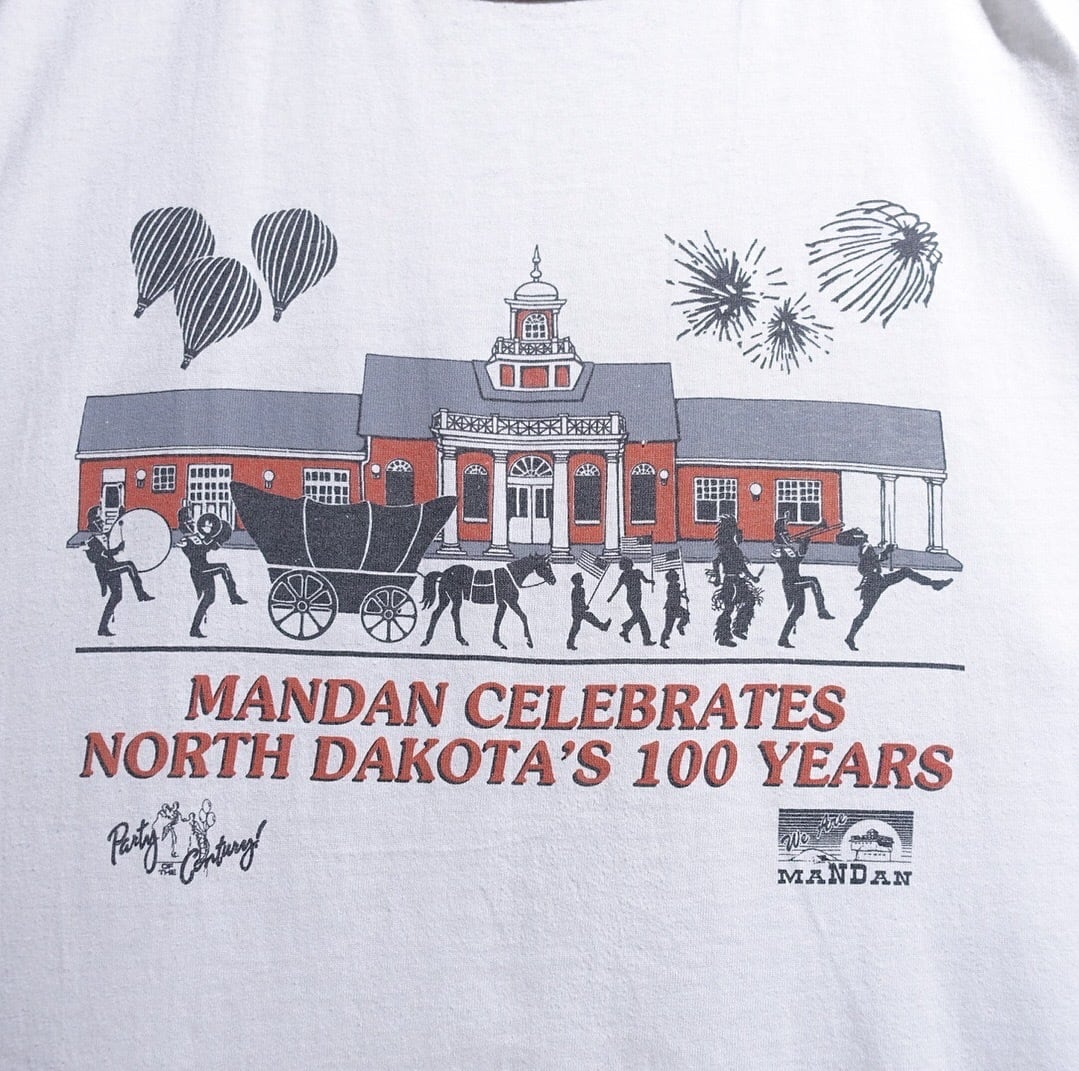 MANDAN CELEBRATES
NORTH DAKOTA'S 100 YEARS
Party
OF THE
Century!
We Are
MANDAN